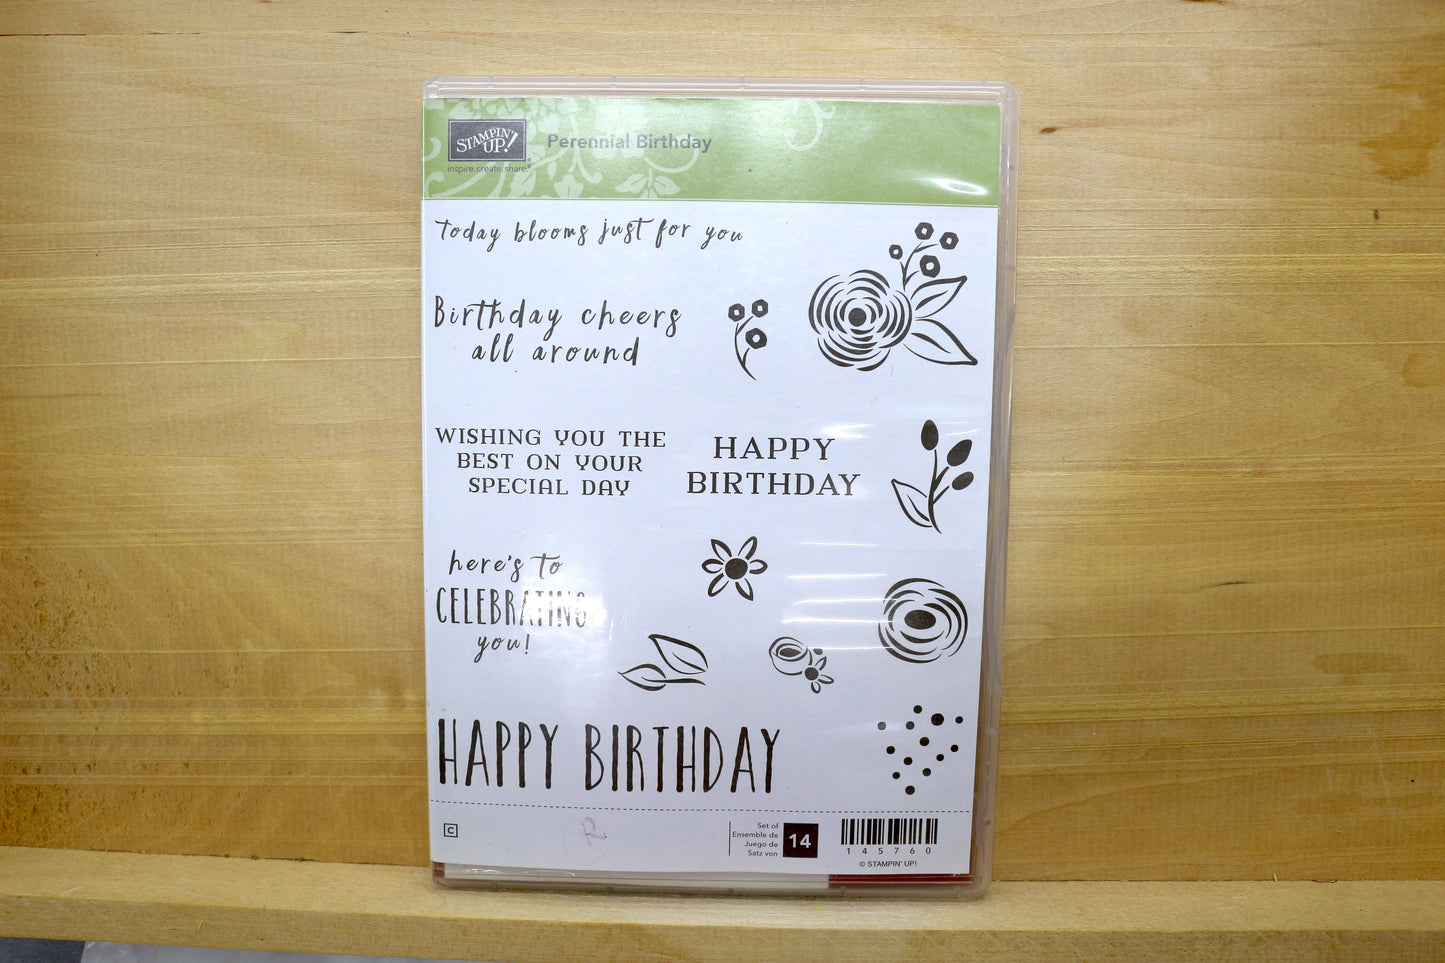 STAMPIN' UP!®
inspire.create.share.®
Perennial Birthday
Today blooms just for you
Birthday cheers
all around
WISHING YOU THE
BEST ON YOUR
SPECIAL DAY
HAPPY
BIRTHDAY
here's to
CELEBRATING
you!
HAPPY BIRTHDAY
C
R
Set of
Ensemble de
Juego de
Satz von
14
145760
© STAMPIN' UP!